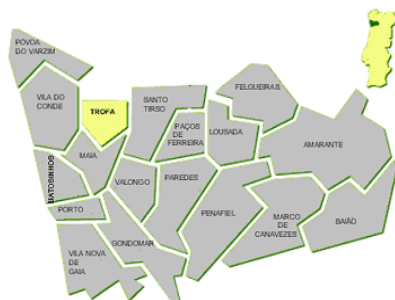 PÓVOA
DO VARZIM
VILA DO
CONDE
TROFA
SANTO
TIRSO
FELGUEIRAS
PAÇOS
DE
FERREIRA
LOUSADA
AMARANTE
MAIA
MATOSINHOS
VALONGO
PAREDES
PORTO
PENAFIEL
MARCO
DE
CANAVEZES
BAIÃO
GONDOMAR
VILA NOVA
DE
GAIA